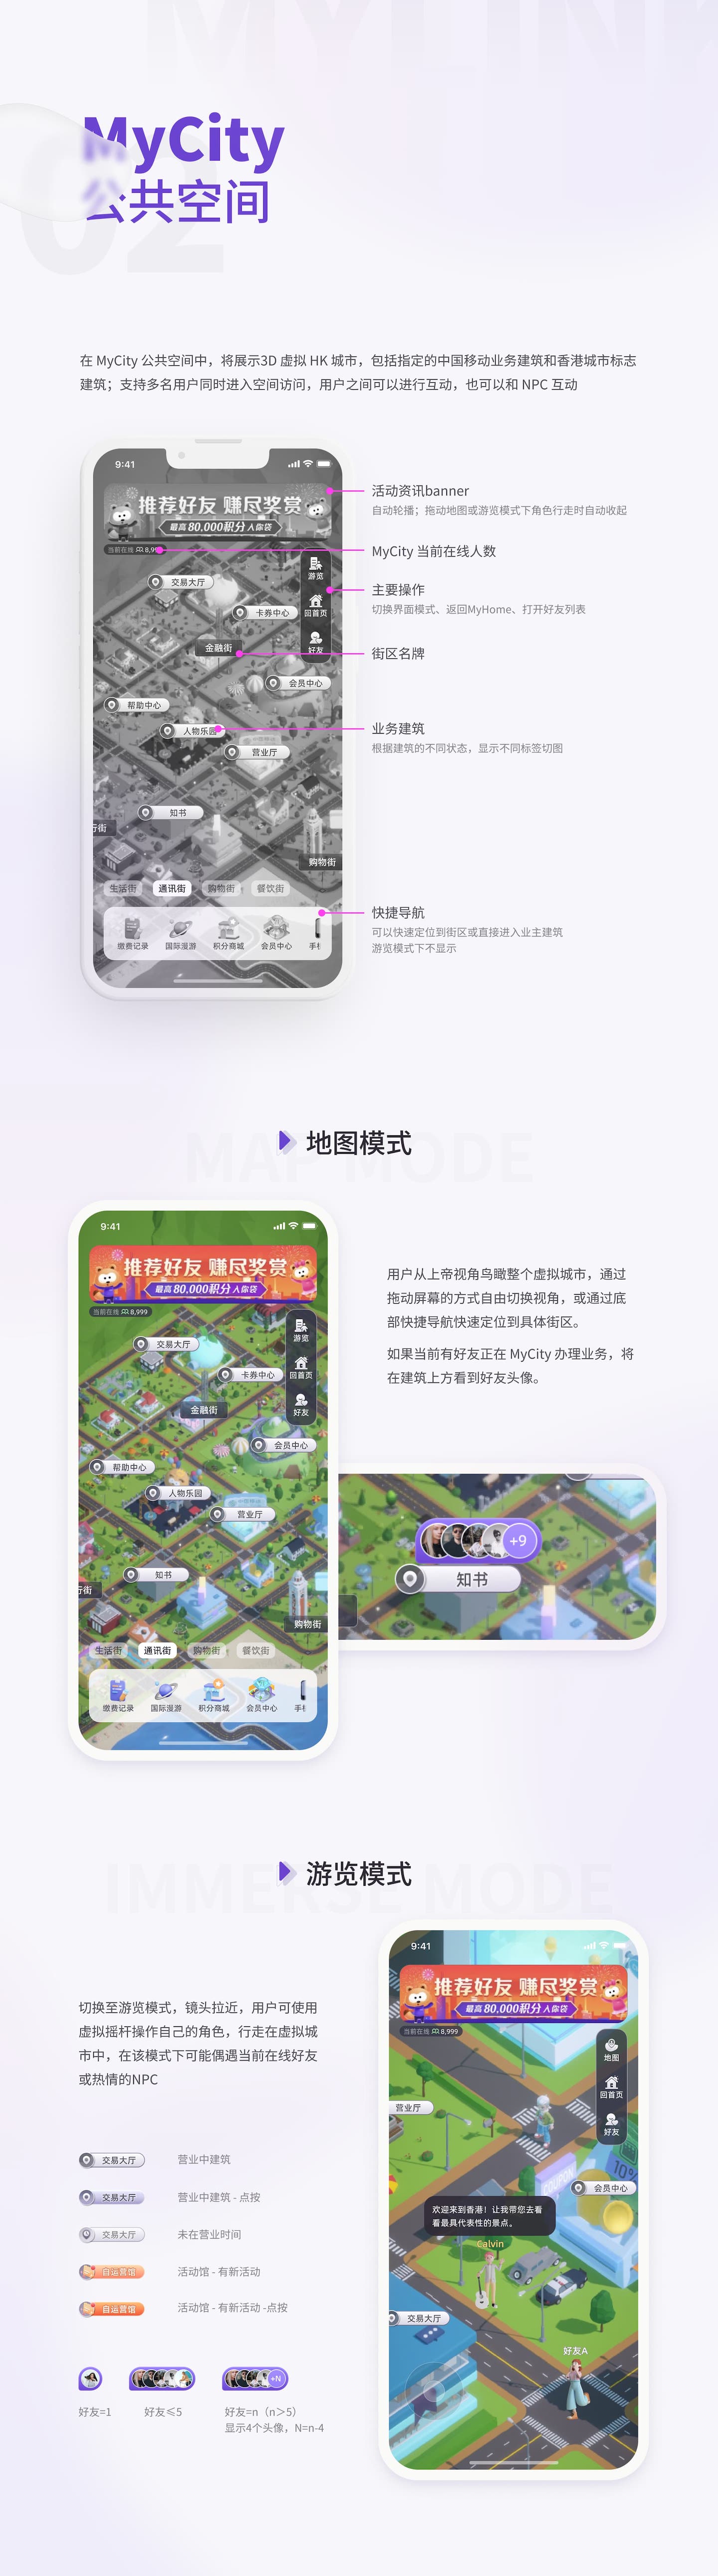 MYLINK
02
MyCity
公共空间
在 MyCity 公共空间中，将展示3D 虚拟 HK 城市，包括指定的中国移动业务建筑和香港城市标志
建筑；支持多名用户同时进入空间访问，用户之间可以进行互动，也可以和 NPC 互动
9:41
推荐好友 赚尽奖赏
最高80,000积分入你袋
当前在线 8,99
游览
回首页
好友
交易大厅
卡券中心
金融街
会员中心
帮助中心
人物乐园
营业厅
知书
行街
购物街
生活街
通讯街
购物街
餐饮街
缴费记录
国际漫游
积分商城
会员中心
手机
活动资讯banner
自动轮播；拖动地图或游览模式下角色行走时自动收起
MyCity 当前在线人数
主要操作
切换界面模式、返回MyHome、打开好友列表
街区名牌
业务建筑
根据建筑的不同状态，显示不同标签切图
快捷导航
可以快速定位到街区或直接进入业主建筑
游览模式下不显示
MAP MODE
地图模式
9:41
推荐好友 赚尽奖赏
最高80,000积分入你袋
当前在线 8,999
游览
回首页
好友
交易大厅
卡券中心
金融街
会员中心
帮助中心
人物乐园
营业厅
知书
行街
购物街
生活街
通讯街
购物街
餐饮街
缴费记录
国际漫游
积分商城
会员中心
手机
用户从上帝视角鸟瞰整个虚拟城市，通过
拖动屏幕的方式自由切换视角，或通过底
部快捷导航快速定位到具体街区。
如果当前有好友正在 MyCity 办理业务，将
在建筑上方看到好友头像。
+9
知书
IMMERSE MODE
游览模式
切换至游览模式，镜头拉近，用户可使用
虚拟摇杆操作自己的角色，行走在虚拟城
市中，在该模式下可能偶遇当前在线好友
或热情的NPC
交易大厅
营业中建筑
交易大厅
营业中建筑 - 点按
交易大厅
未在营业时间
自运营馆
活动馆 - 有新活动
自运营馆
活动馆 - 有新活动 -点按
+N
好友=1
好友≤5
好友=n（n＞5）
显示4个头像，N=n-4
9:41
推荐好友 赚尽奖赏
最高80,000积分入你袋
当前在线 8,999
地图
回首页
好友
营业厅
COUPON
10%
会员中心
欢迎来到香港！让我带您去看
看最具代表性的景点。
Calvin
交易大厅
好友A